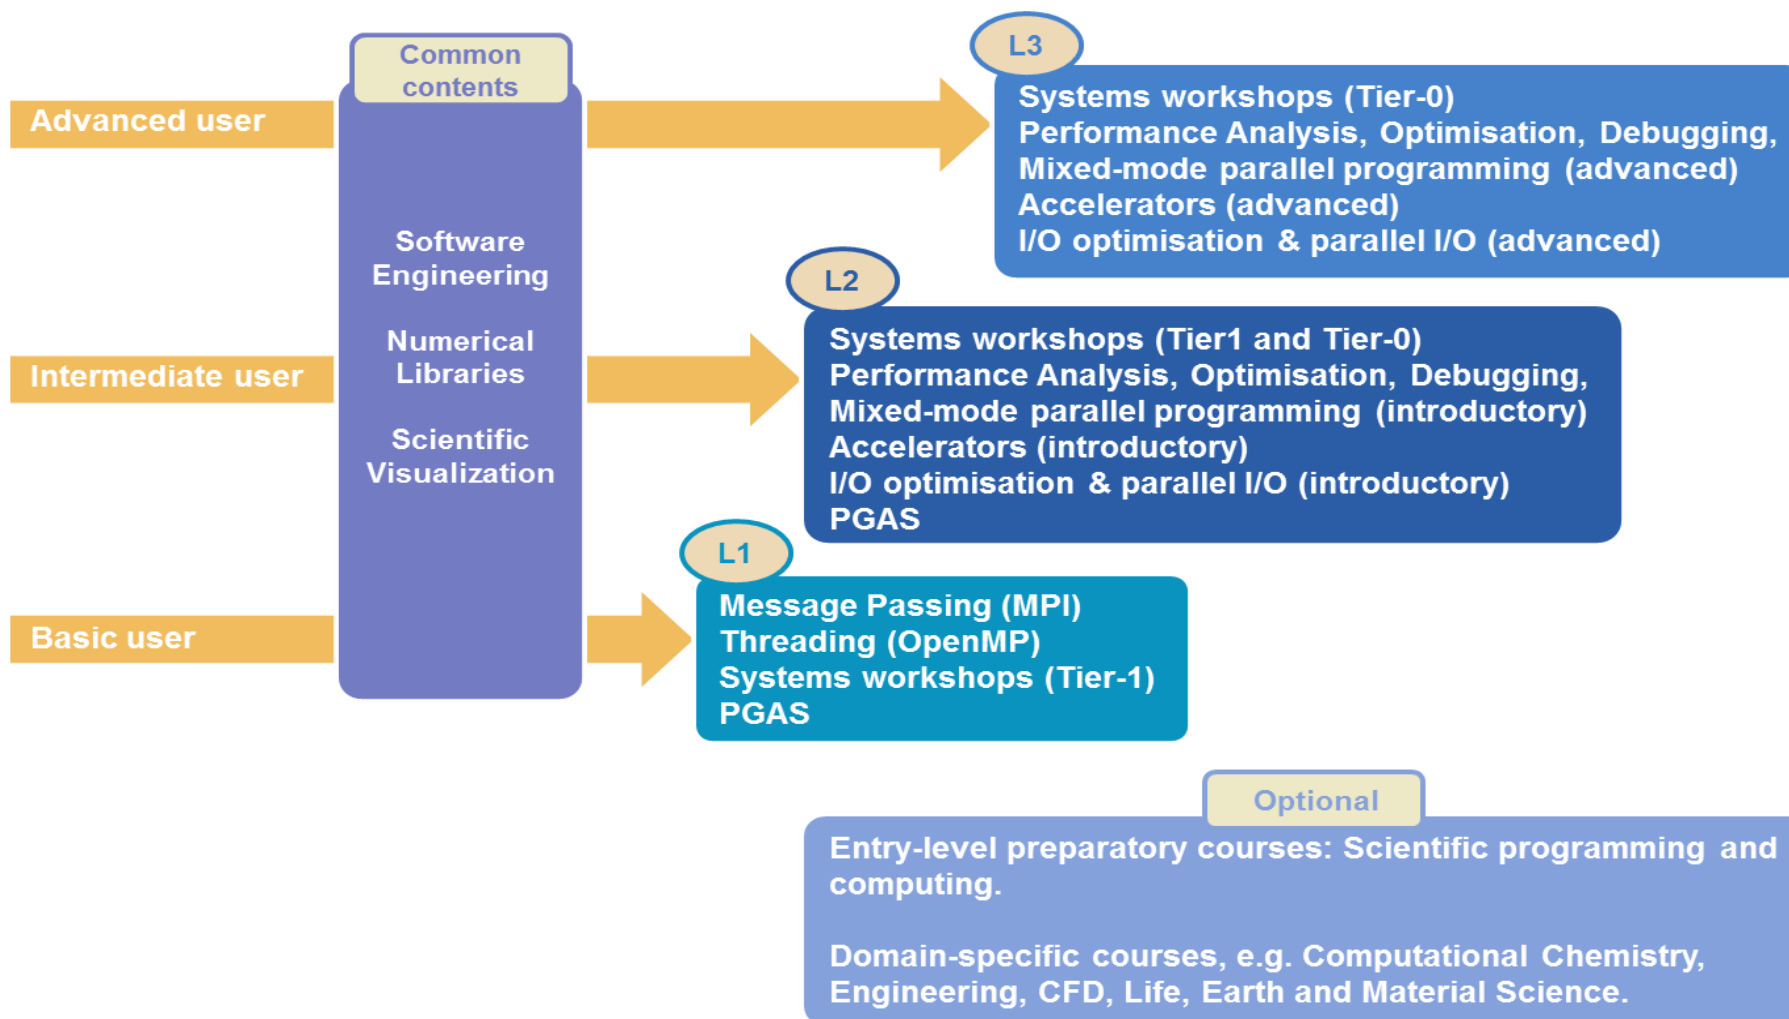 Common
contents
Advanced user
Software
Engineering
Numerical
Libraries
Scientific
Visualization
Intermediate user
Basic user
L3
Systems workshops (Tier-0)
Performance Analysis, Optimisation, Debugging,
Mixed-mode parallel programming (advanced)
Accelerators (advanced)
I/O optimisation & parallel I/O (advanced)
L2
Systems workshops (Tier1 and Tier-0)
Performance Analysis, Optimisation, Debugging,
Mixed-mode parallel programming (introductory)
Accelerators (introductory)
I/O optimisation & parallel I/O (introductory)
PGAS
L1
Message Passing (MPI)
Threading (OpenMP)
Systems workshops (Tier-1)
PGAS
Optional
Entry-level preparatory courses: Scientific programming and
computing.
Domain-specific courses, e.g. Computational Chemistry,
Engineering, CFD, Life, Earth and Material Science.